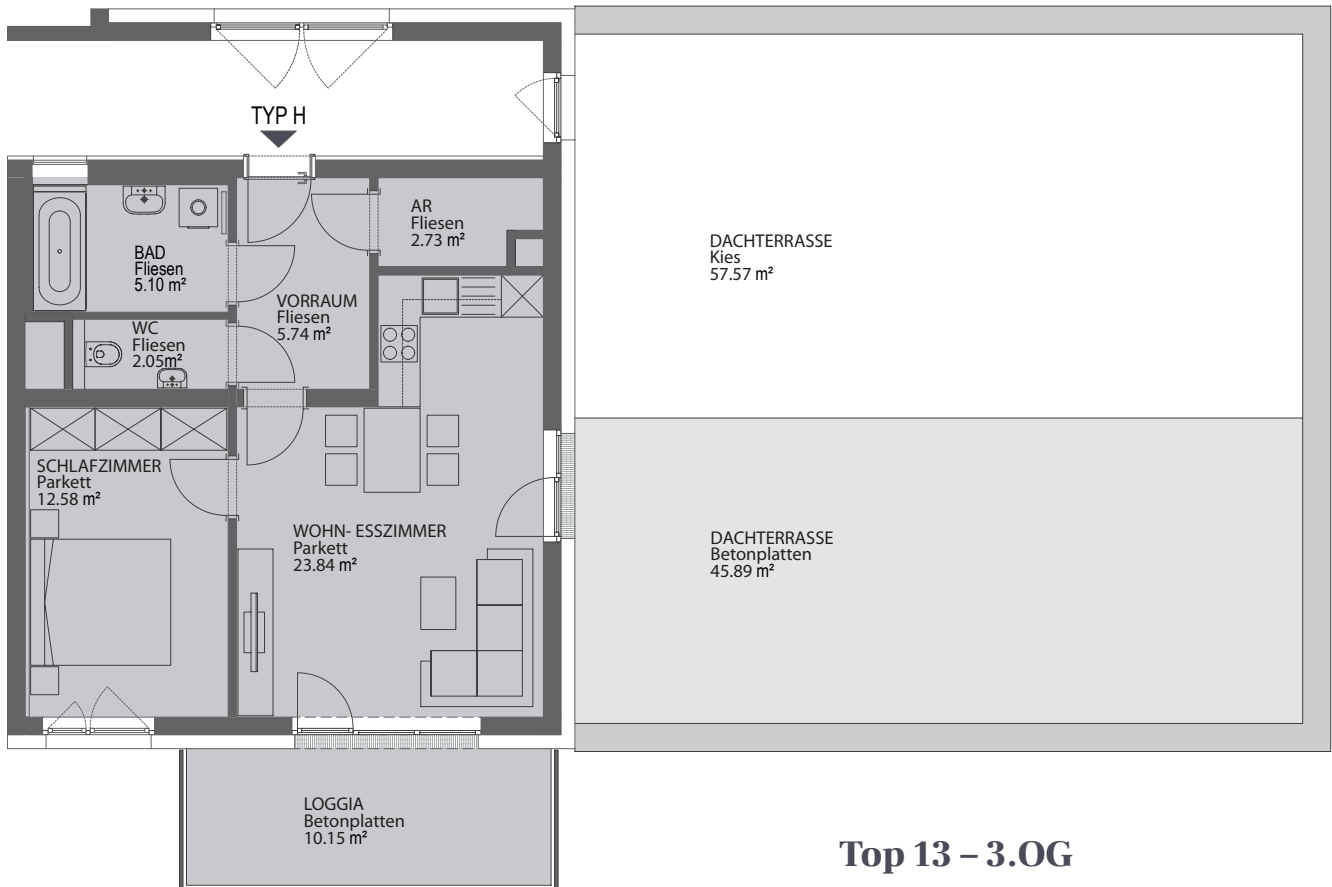 TYP H
AR
Fliesen
2.73 m²
BAD
Fliesen
5.10 m²
VORRAUM
Fliesen
5.74 m²
WC
Fliesen
2.05m²
DACHTERRASSE
Kies
57.57 m²
SCHLAFZIMMER
Parkett
12.58 m²
WOHN- ESSZIMMER
Parkett
23.84 m²
DACHTERRASSE
Betonplatten
45.89 m²
LOGGIA
Betonplatten
10.15 m²
Top 13 – 3.OG